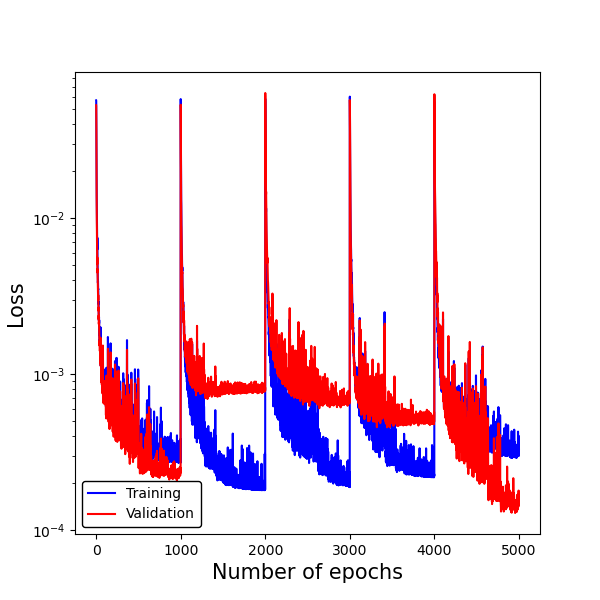 Loss
10⁻²
10⁻³
10⁻⁴
Training
Validation
0 1000 2000 3000 4000 5000
Number of epochs